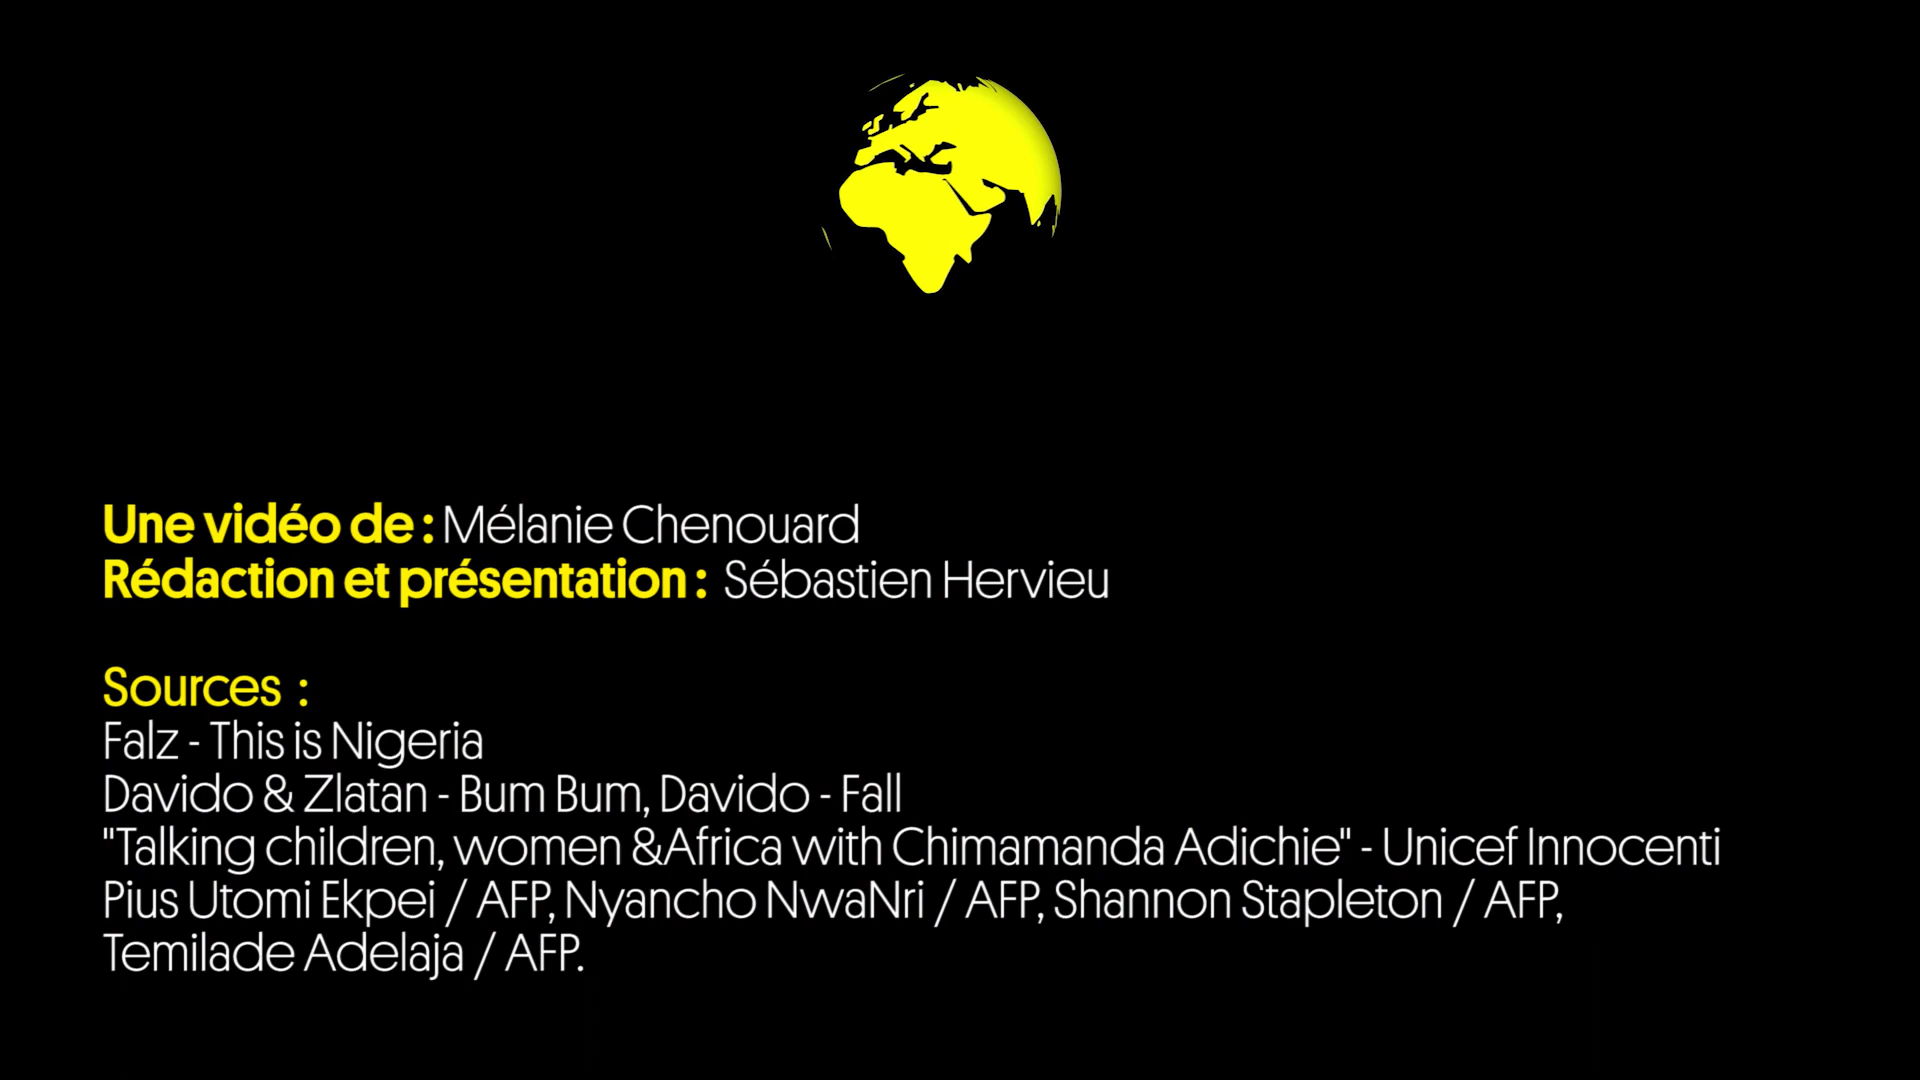 Une vidéo de : Mélanie Chenouard
Rédaction et présentation : Sébastien Hervieu
Sources :
Falz - This is Nigeria
Davido & Zlatan - Bum Bum, Davido - Fall
"Talking children, women &Africa with Chimamanda Adichie" - Unicef Innocenti
Pius Utomi Ekpei / AFP, Nyancho NwaNri / AFP, Shannon Stapleton / AFP,
Temilade Adelaja / AFP.